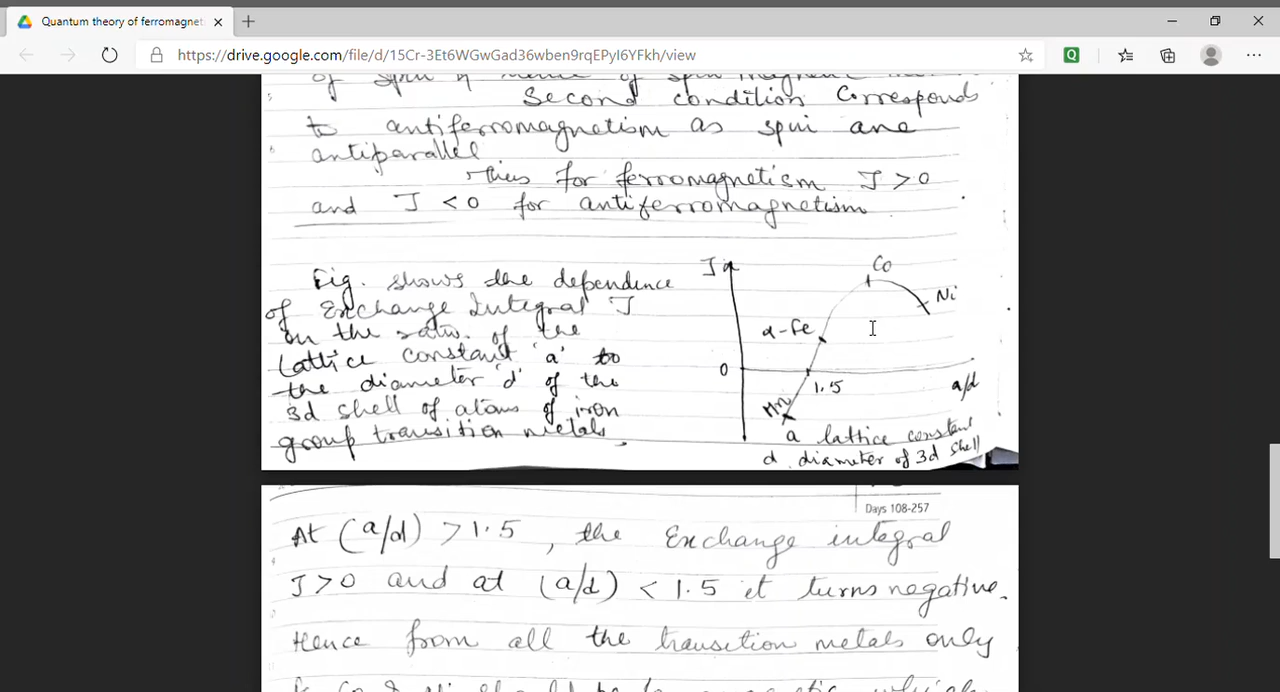 Quantum theory of ferromagnet
https://drive.google.com/file/d/15Cr-3Et6WGwGad36wben9rqEPyI6YFkh/view
of spin
Second condition Corresponds
to antiferromagnetism as spin are
antiparallel
Thus for ferromagnetism J > 0
and J < 0 for antiferromagnetism
Fig. shows the dependence
of Exchange Integral J
on the ratio. of the
Lattice constant 'a' to
the diameter 'd' of the
3d shell of atoms of iron
group transition metals.
J
Co
Ni
α-Fe
0
1.5
a/d
Mn
a lattice constant
d. diameter of 3d shell
Days 108-257
At (a/d) > 1.5, the Exchange integral
J>0 and at (a/d) < 1.5 it turns negative.
Hence from all the transition metals only